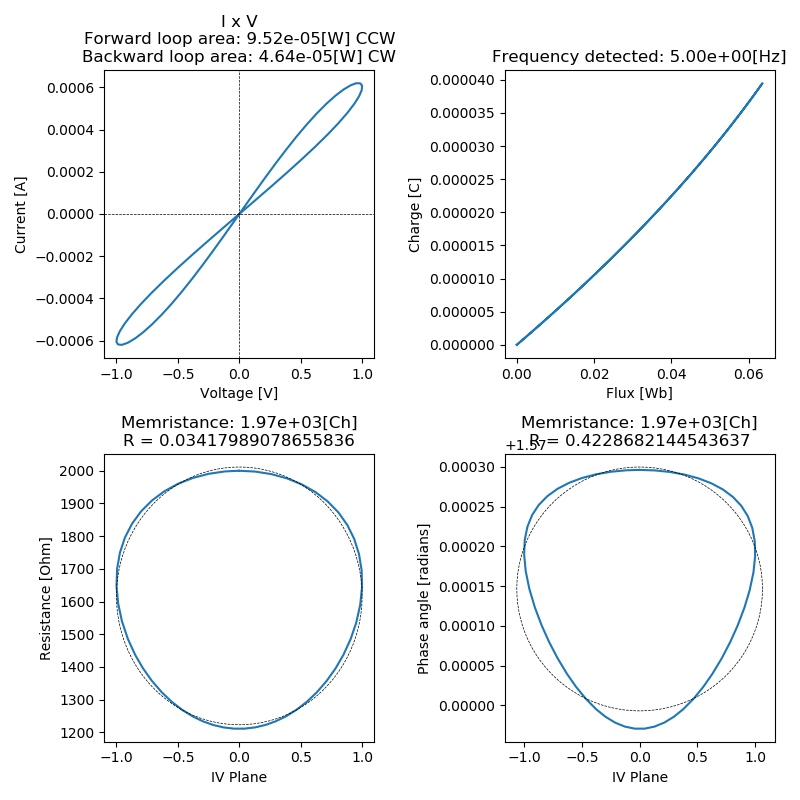 I x V
Forward loop area: 9.52e-05[W] CCW
Backward loop area: 4.64e-05[W] CW
0.0006
0.0004
0.0002
0.0000
−0.0002
−0.0004
−0.0006
Current [A]
−1.0 −0.5 0.0 0.5 1.0
Voltage [V]
Frequency detected: 5.00e+00[Hz]
0.000040
0.000035
0.000030
0.000025
0.000020
0.000015
0.000010
0.000005
0.000000
Charge [C]
0.00 0.02 0.04 0.06
Flux [Wb]
Memristance: 1.97e+03[Ch]
R = 0.03417989078655836
2000
1900
1800
1700
1600
1500
1400
1300
1200
Resistance [Ohm]
−1.0 −0.5 0.0 0.5 1.0
IV Plane
Memristance: 1.97e+03[Ch]
R = 0.4228682144543637
+1.57
0.00030
0.00025
0.00020
0.00015
0.00010
0.00005
0.00000
Phase angle [radians]
−1.0 −0.5 0.0 0.5 1.0
IV Plane